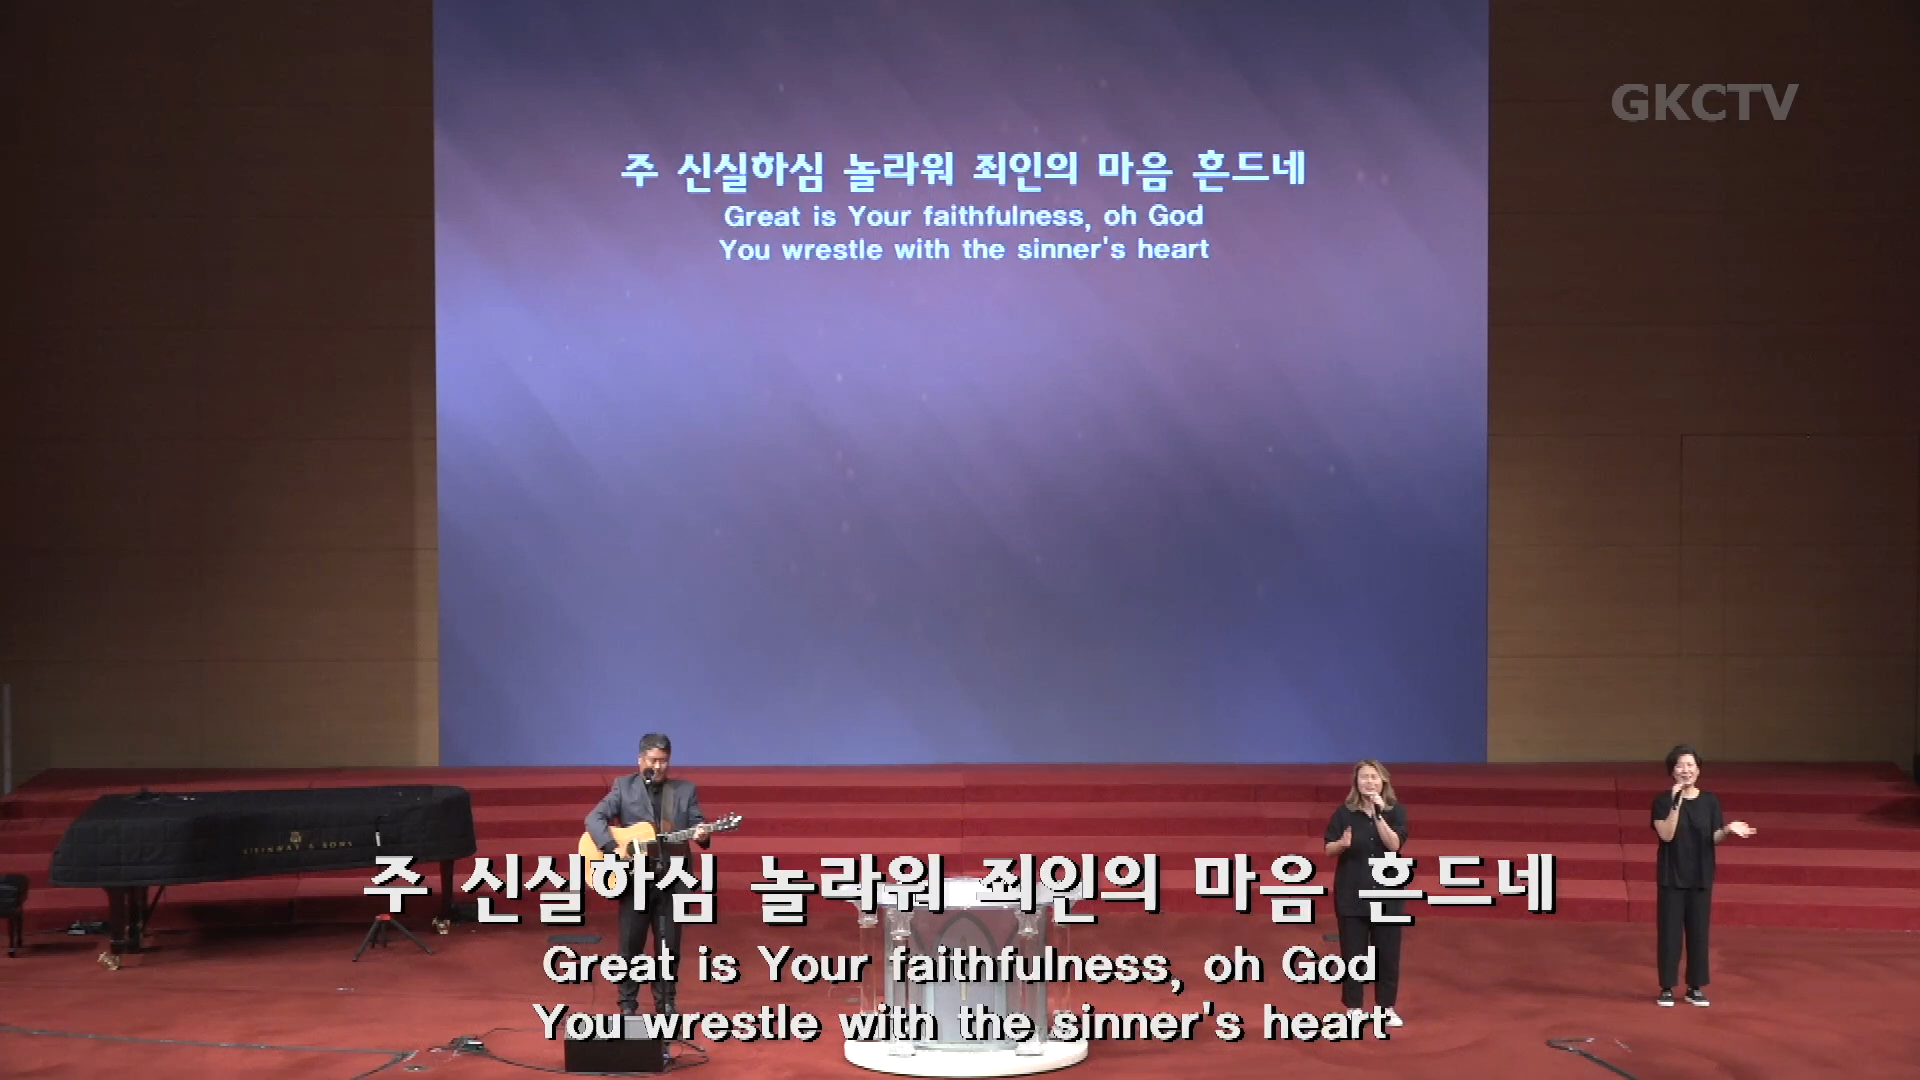 GKCTV
주 신실하심 놀라워 죄인의 마음 흔드네
Great is Your faithfulness, oh God
You wrestle with the sinner's heart
STEINWAY & SONS
주 신실하심 놀라워 죄인의 마음 흔드네
Great is Your faithfulness, oh God
You wrestle with the sinner's heart